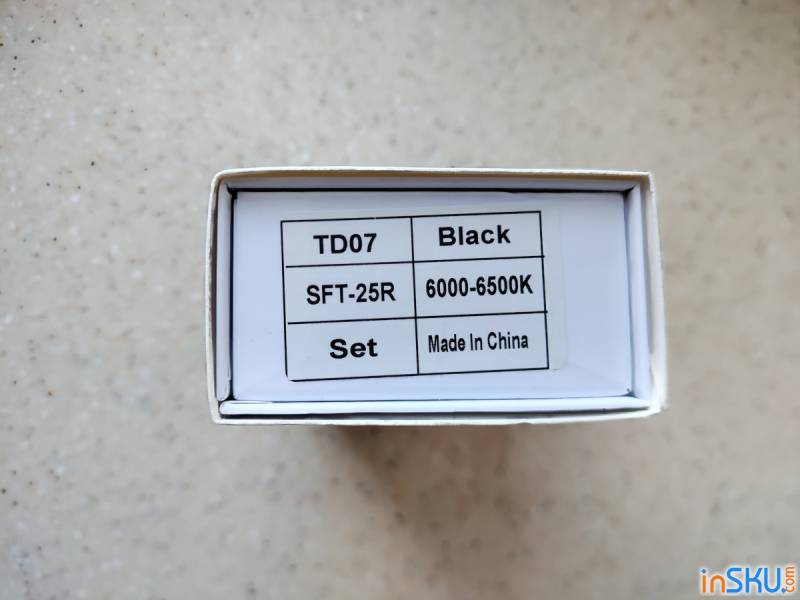 TD07 Black
SFT-25R 6000-6500K
Set Made In China
inSKU.com